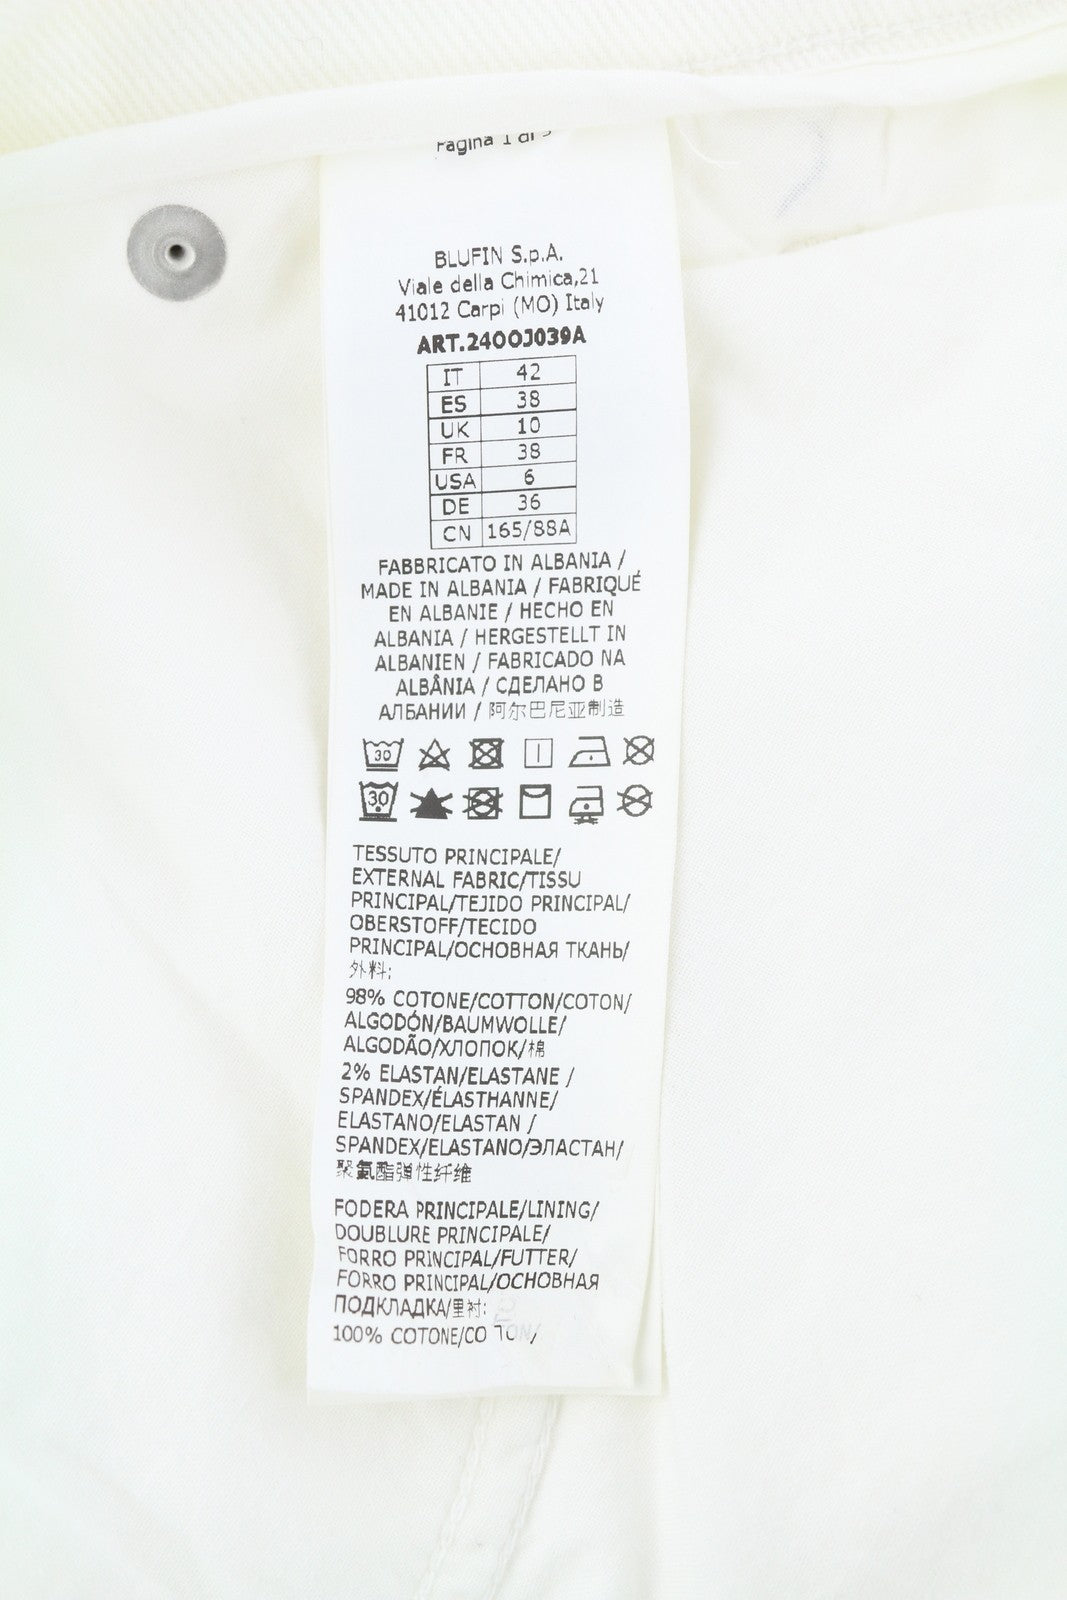 Pagina 1 di
BLUFIN S.p.A.
Viale della Chimica,21
41012 Carpi (MO) Italy
ART.2400J039A
IT 42
ES 38
UK 10
FR 38
USA 6
DE 36
CN 165/88A
FABBRICATO IN ALBANIA /
MADE IN ALBANIA / FABRIQUÉ
EN ALBANIE / HECHO EN
ALBANIA / HERGESTELLT IN
ALBANIEN / FABRICADO NA
ALBÂNIA / СДЕЛАНО В
АЛБАНИИ / 阿尔巴尼亚制造
30
30
TESSUTO PRINCIPALE/
EXTERNAL FABRIC/TISSU
PRINCIPAL/TEJIDO PRINCIPAL/
OBERSTOFF/TECIDO
PRINCIPAL/ОСНОВНАЯ ТКАНЬ/
外料:
98% COTONE/COTTON/COTON/
ALGODÓN/BAUMWOLLE/
ALGODÃO/ХЛОПОК/棉
2% ELASTAN/ELASTANE /
SPANDEX/ÉLASTHANNE/
ELASTANO/ELASTAN /
SPANDEX/ELASTANO/ЭЛАСТАН/
聚氨酯弹性纤维
FODERA PRINCIPALE/LINING/
DOUBLURE PRINCIPALE/
FORRO PRINCIPAL/FUTTER/
FORRO PRINCIPAL/ОСНОВНАЯ
ПОДКЛАДКА/里衬:
100% COTONE/COTTON/